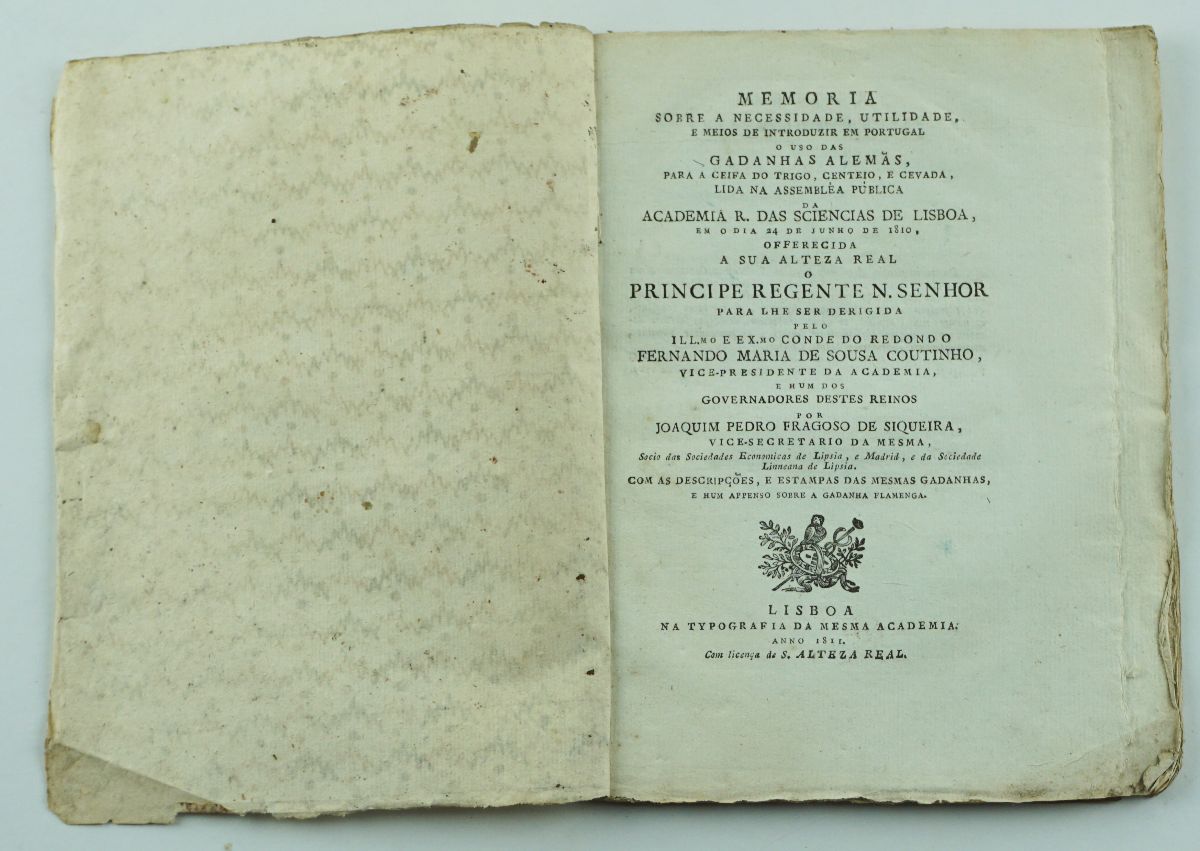 MEMORIA
SOBRE A NECESSIDADE, UTILIDADE,
E MEIOS DE INTRODUZIR EM PORTUGAL
O USO DAS
GADANHAS ALEMÃS,
PARA A CEIFA DO TRIGO, CENTEIO, E CEVADA,
LIDA NA ASSEMBLÉA PÚBLICA
DA
ACADEMIA R. DAS SCIENCIAS DE LISBOA,
EM O DIA 24 DE JUNHO DE 1810,
OFFERECIDA
A SUA ALTEZA REAL
O
PRINCIPE REGENTE N. SENHOR
PARA LHE SER DERIGIDA
PELO
ILL.MO E EX.MO CONDE DO REDONDO
FERNANDO MARIA DE SOUSA COUTINHO,
VICE-PRESIDENTE DA ACADEMIA,
E HUM DOS
GOVERNADORES DESTES REINOS
POR
JOAQUIM PEDRO FRAGOSO DE SIQUEIRA,
VICE-SECRETARIO DA MESMA,
Socio das Sociedades Economicas de Lipsia, e Madrid, e da Sociedade
Linneana de Lipsia.
COM AS DESCRIPÇÕES, E ESTAMPAS DAS MESMAS GADANHAS,
E HUM APPENSO SOBRE A GADANHA FLAMENGA.
LISBOA
NA TYPOGRAFIA DA MESMA ACADEMIA.
ANNO 1811.
Com licença de S. ALTEZA REAL.